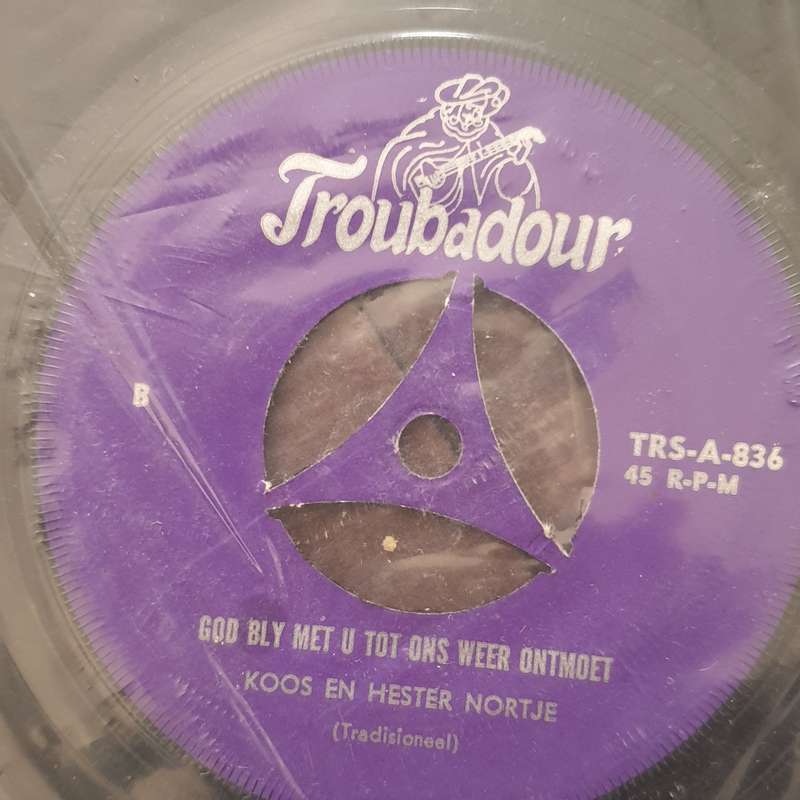 Troubadour
B
TRS-A-836
45 R-P-M
GOD BLY MET U TOT ONS WEER ONTMOET
KOOS EN HESTER NORTJE
(Tradisioneel)